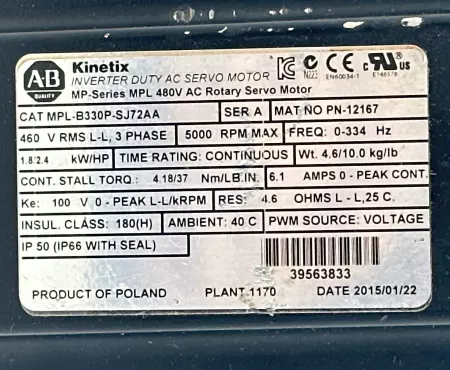 A-B
QUALITY
Kinetix
INVERTER DUTY AC SERVO MOTOR
MP-Series MPL 480V AC Rotary Servo Motor
N223
EN60034-1
CAT MPL-B330P-SJ72AA SER A MAT NO PN-12167
460 V RMS L-L, 3 PHASE 5000 RPM MAX FREQ: 0-334 Hz
1.8/2.4 kW/HP TIME RATING: CONTINUOUS Wt. 4.6/10.0 kg/lb
CONT. STALL TORQ.: 4.18/37 Nm/LB.IN. 6.1 AMPS 0 - PEAK CONT.
Ke: 100 V 0 - PEAK L-L/kRPM RES: 4.6 OHMS L - L,25 C.
INSUL. CLASS: 180(H) AMBIENT: 40 C PWM SOURCE: VOLTAGE
IP 50 (IP66 WITH SEAL)
39563833
PRODUCT OF POLAND PLANT 1170 DATE 2015/01/22